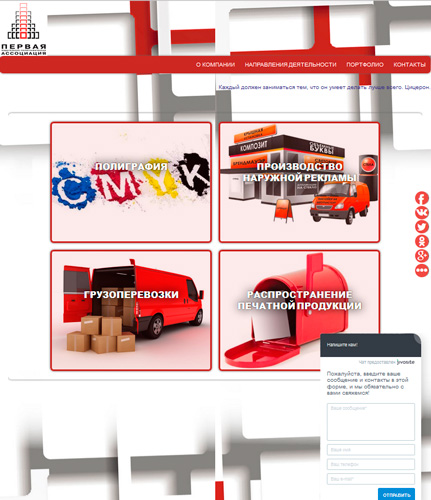 ПЕРВАЯ
АССОЦИАЦИЯ
О КОМПАНИИ НАПРАВЛЕНИЯ ДЕЯТЕЛЬНОСТИ ПОРТФОЛИО КОНТАКТЫ
Каждый должен заниматься тем, что он умеет делать лучше всего. Цицерон.
ПОЛИГРАФИЯ
CMYK
ПРОИЗВОДСТВО
НАРУЖНОЙ РЕКЛАМЫ
КОМПОЗИТ
БУКВЫ
ГРУЗОПЕРЕВОЗКИ
РАСПРОСТРАНЕНИЕ
ПЕЧАТНОЙ ПРОДУКЦИИ
Напишите нам!
Чат предоставлен jivosite
Пожалуйста, введите ваше
сообщение и контакты в этой
форме, и мы обязательно с
вами свяжемся!
Ваше сообщение*
Ваше имя
Ваш телефон
Ваш e-mail*
ОТПРАВИТЬ